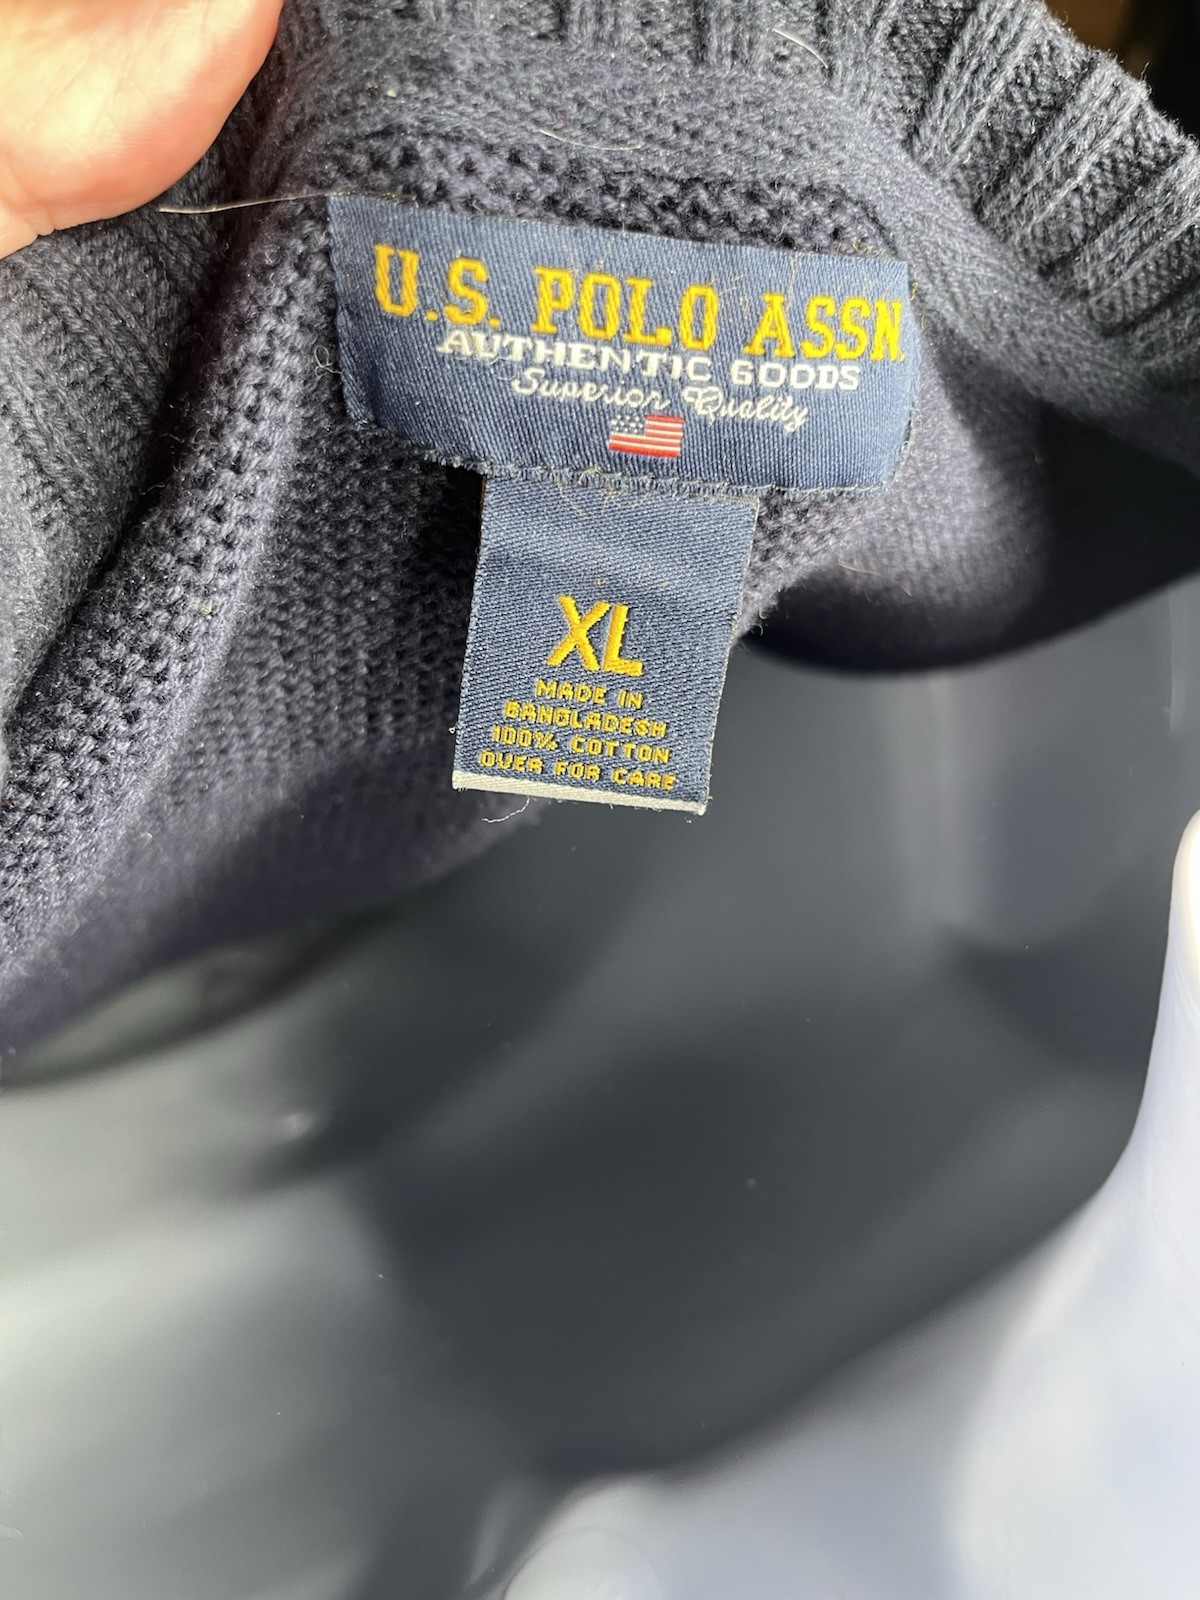 U.S. POLO ASSN.
AUTHENTIC GOODS
Superior Quality
XL
MADE IN
BANGLADESH
100% COTTON
OVER FOR CARE